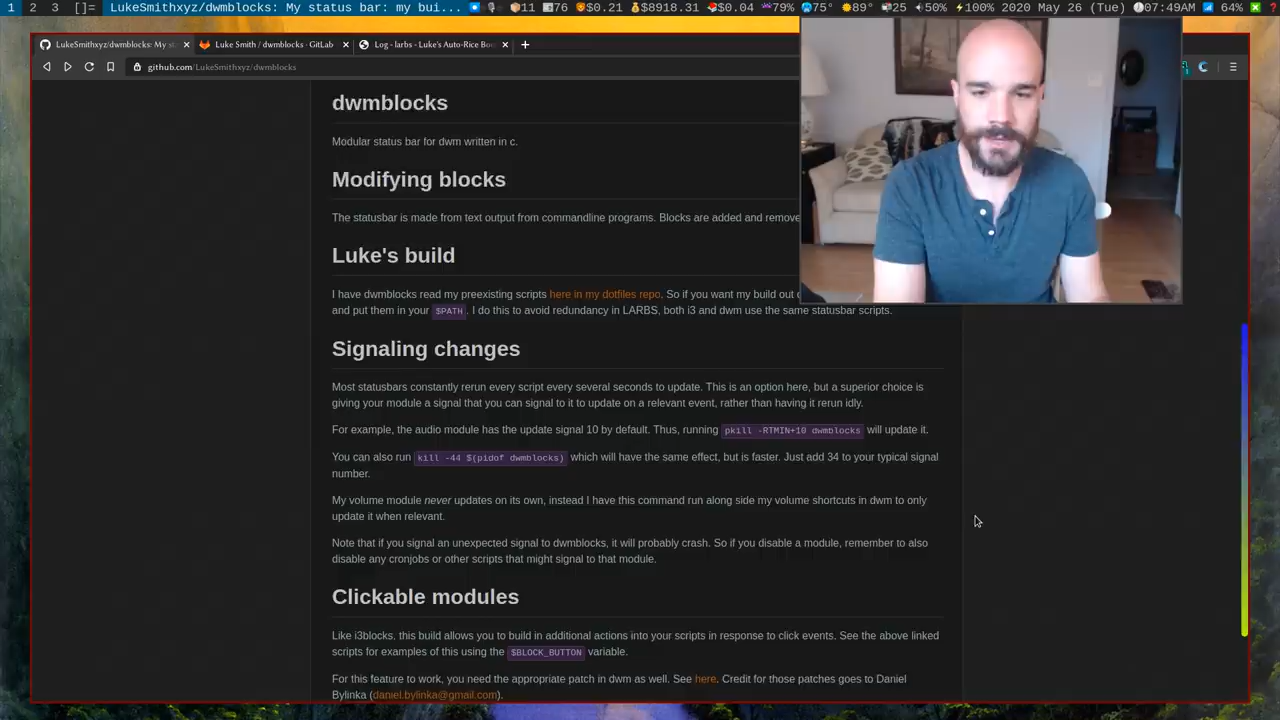 1 2 3 []= LukeSmithxyz/dwmblocks: My status bar: my bui... 11 76 $0.21 $8918.31 $0.04 79% 75° 89° 25 50% 100% 2020 May 26 (Tue) 07:49AM 64%
LukeSmithxyz/dwmblocks: My st × Luke Smith / dwmblocks · GitLab × Log - larbs - Luke's Auto-Rice Bo × +
github.com/LukeSmithxyz/dwmblocks
dwmblocks
Modular status bar for dwm written in c.
Modifying blocks
The statusbar is made from text output from commandline programs. Blocks are added and remove
Luke's build
I have dwmblocks read my preexisting scripts here in my dotfiles repo. So if you want my build out
and put them in your $PATH. I do this to avoid redundancy in LARBS, both i3 and dwm use the same statusbar scripts.
Signaling changes
Most statusbars constantly rerun every script every several seconds to update. This is an option here, but a superior choice is
giving your module a signal that you can signal to it to update on a relevant event, rather than having it rerun idly.
For example, the audio module has the update signal 10 by default. Thus, running pkill -RTMIN+10 dwmblocks will update it.
You can also run kill -44 $(pidof dwmblocks) which will have the same effect, but is faster. Just add 34 to your typical signal
number.
My volume module never updates on its own, instead I have this command run along side my volume shortcuts in dwm to only
update it when relevant.
Note that if you signal an unexpected signal to dwmblocks, it will probably crash. So if you disable a module, remember to also
disable any cronjobs or other scripts that might signal to that module.
Clickable modules
Like i3blocks, this build allows you to build in additional actions into your scripts in response to click events. See the above linked
scripts for examples of this using the $BLOCK_BUTTON variable.
For this feature to work, you need the appropriate patch in dwm as well. See here. Credit for those patches goes to Daniel
Bylinka (daniel.bylinka@gmail.com).